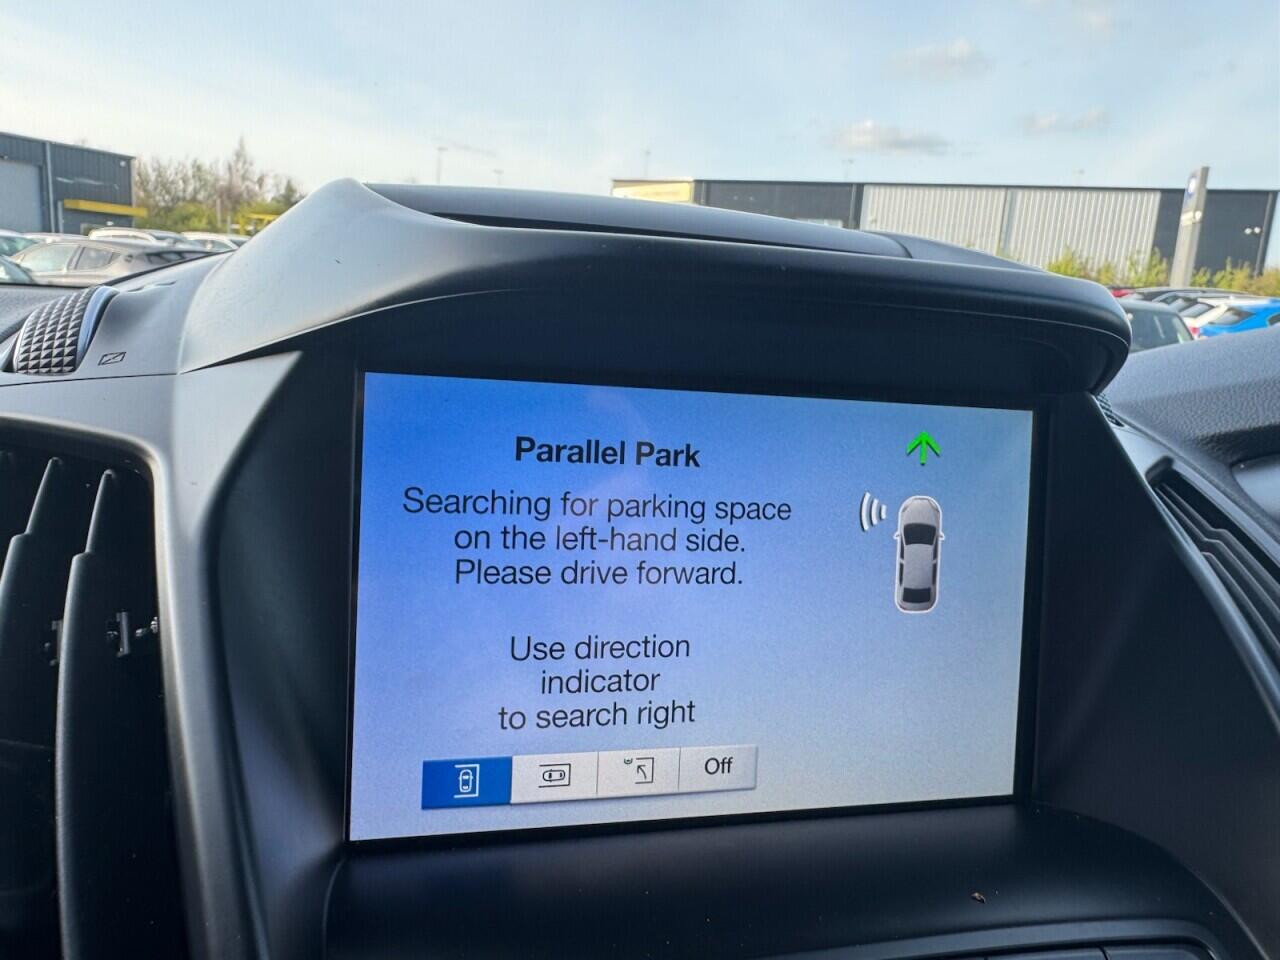 Parallel Park
Searching for parking space
on the left-hand side.
Please drive forward.
Use direction
indicator
to search right
Off